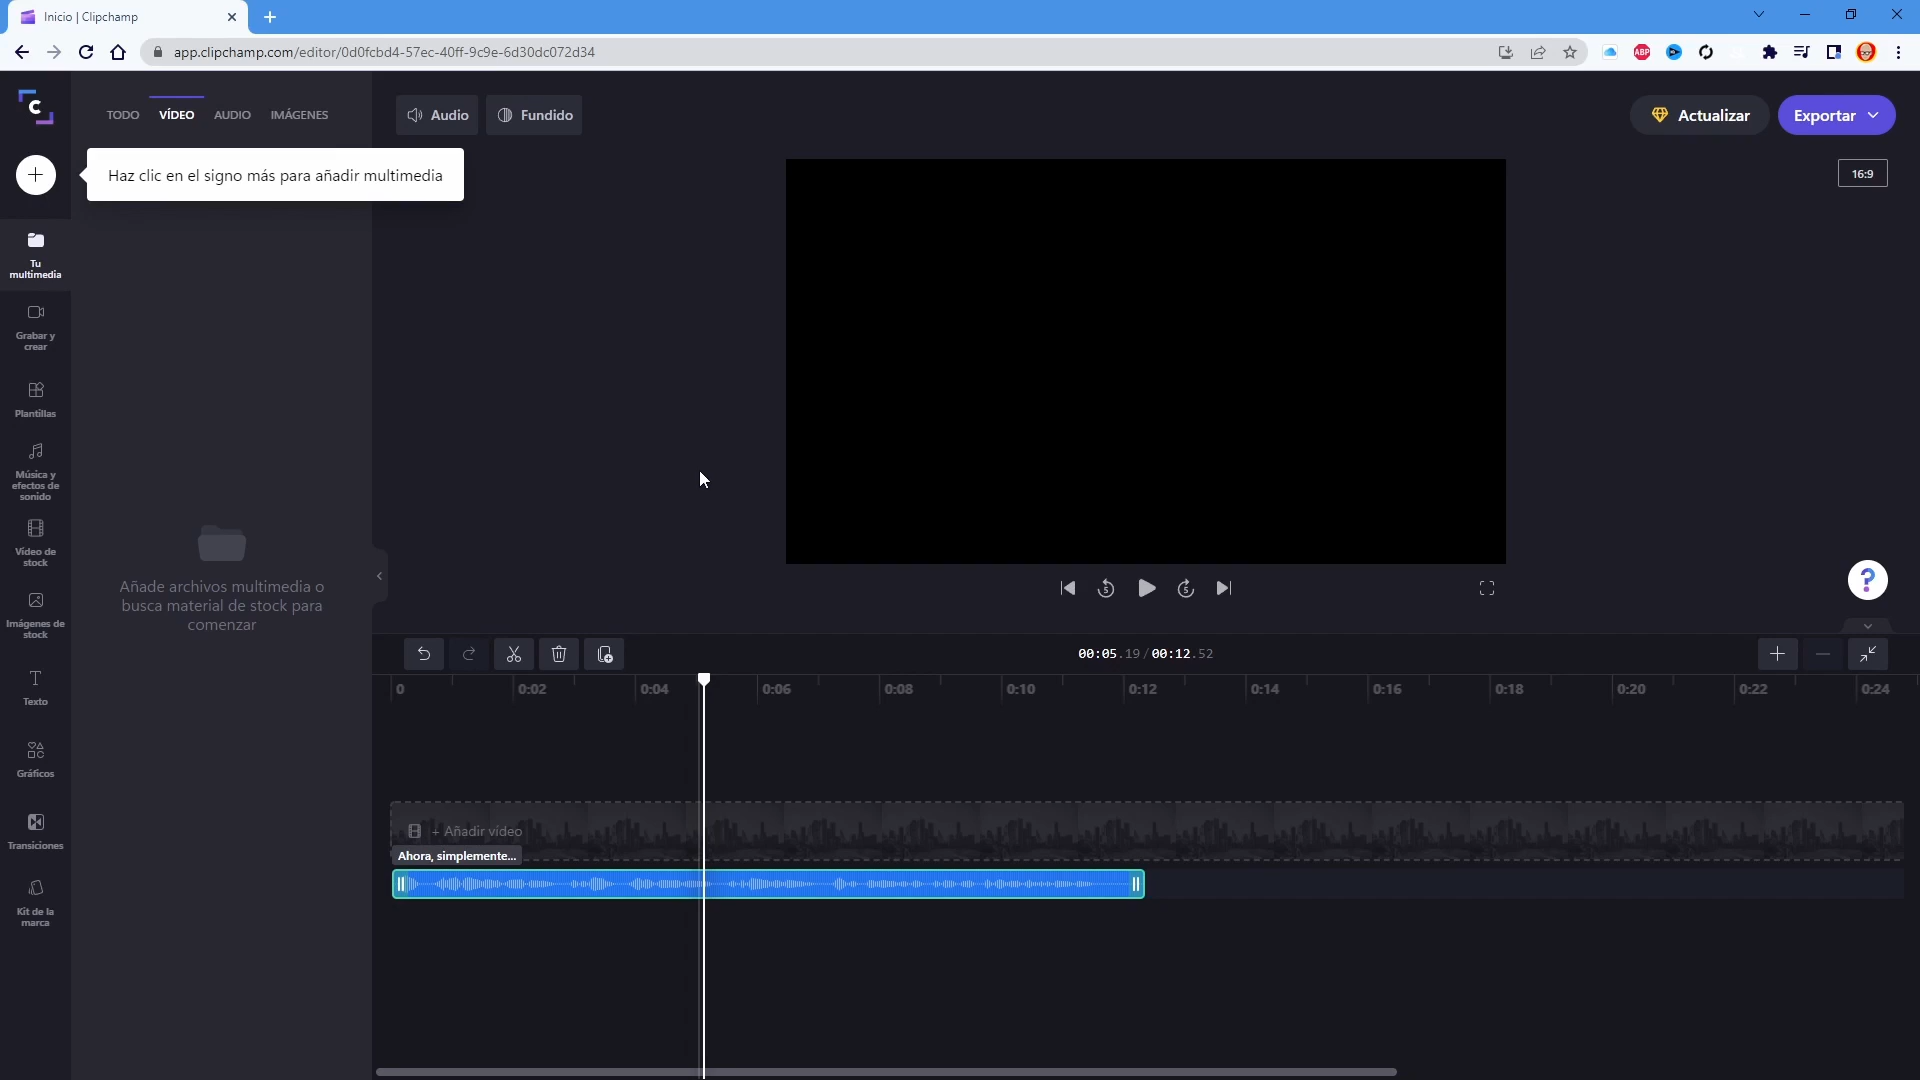 Inicio | Clipchamp
app.clipchamp.com/editor/0d0fcbd4-57ec-40ff-9c9e-6d30dc072d34
ABP
C
TODO
VÍDEO
AUDIO
IMÁGENES
Audio
Fundido
Actualizar
Exportar
Haz clic en el signo más para añadir multimedia
16:9
Tu
multimedia
Grabar y
crear
Plantillas
Música y
efectos de
sonido
Vídeo de
stock
Imágenes de
stock
Texto
Gráficos
Transiciones
Kit de la
marca
Añade archivos multimedia o
busca material de stock para
comenzar
5
5
?
00:05.19/00:12.52
0
0:02
0:04
0:06
0:08
0:10
0:12
0:14
0:16
0:18
0:20
0:22
0:24
+ Añadir vídeo
Ahora, simplemente...